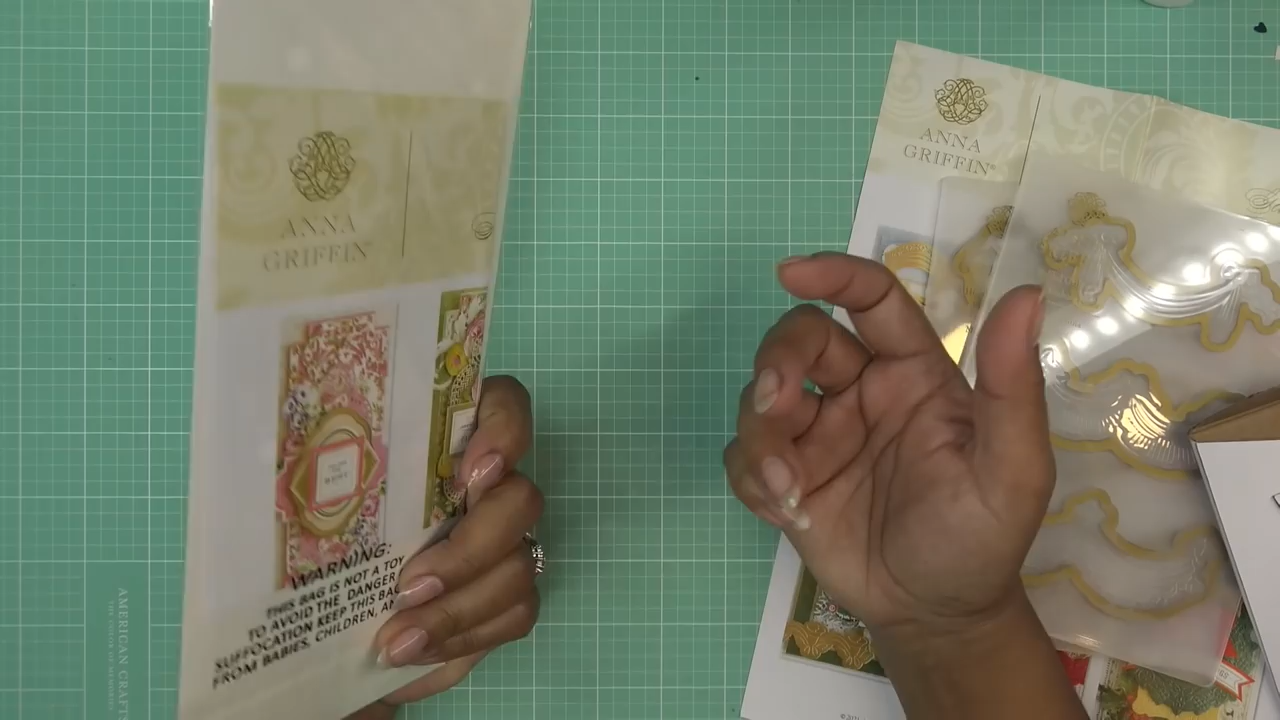 ANNA
GRIFFIN
WARNING:
THIS BAG IS NOT A TOY
TO AVOID THE DANGER
SUFFOCATION KEEP THIS BAG
FROM BABIES, CHILDREN,
ANNA
GRIFFIN®
AMERICAN CRAFTS